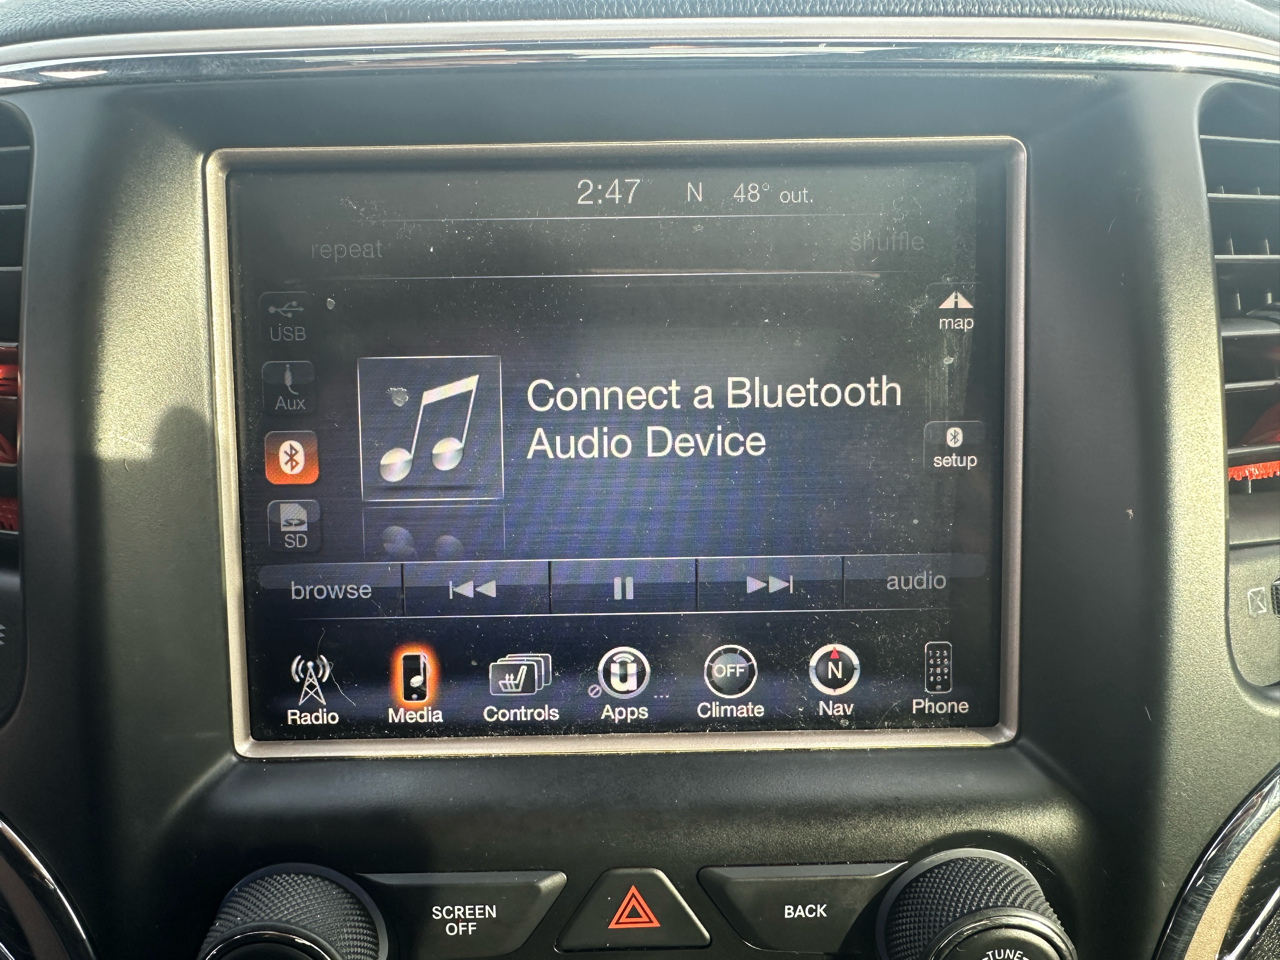 2:47 N 48° out.
repeat shuffle
USB
map
Aux
Connect a Bluetooth
Audio Device
setup
SD
browse audio
OFF N
Radio Media Controls Apps Climate Nav Phone
SCREEN
OFF
BACK
TUNE